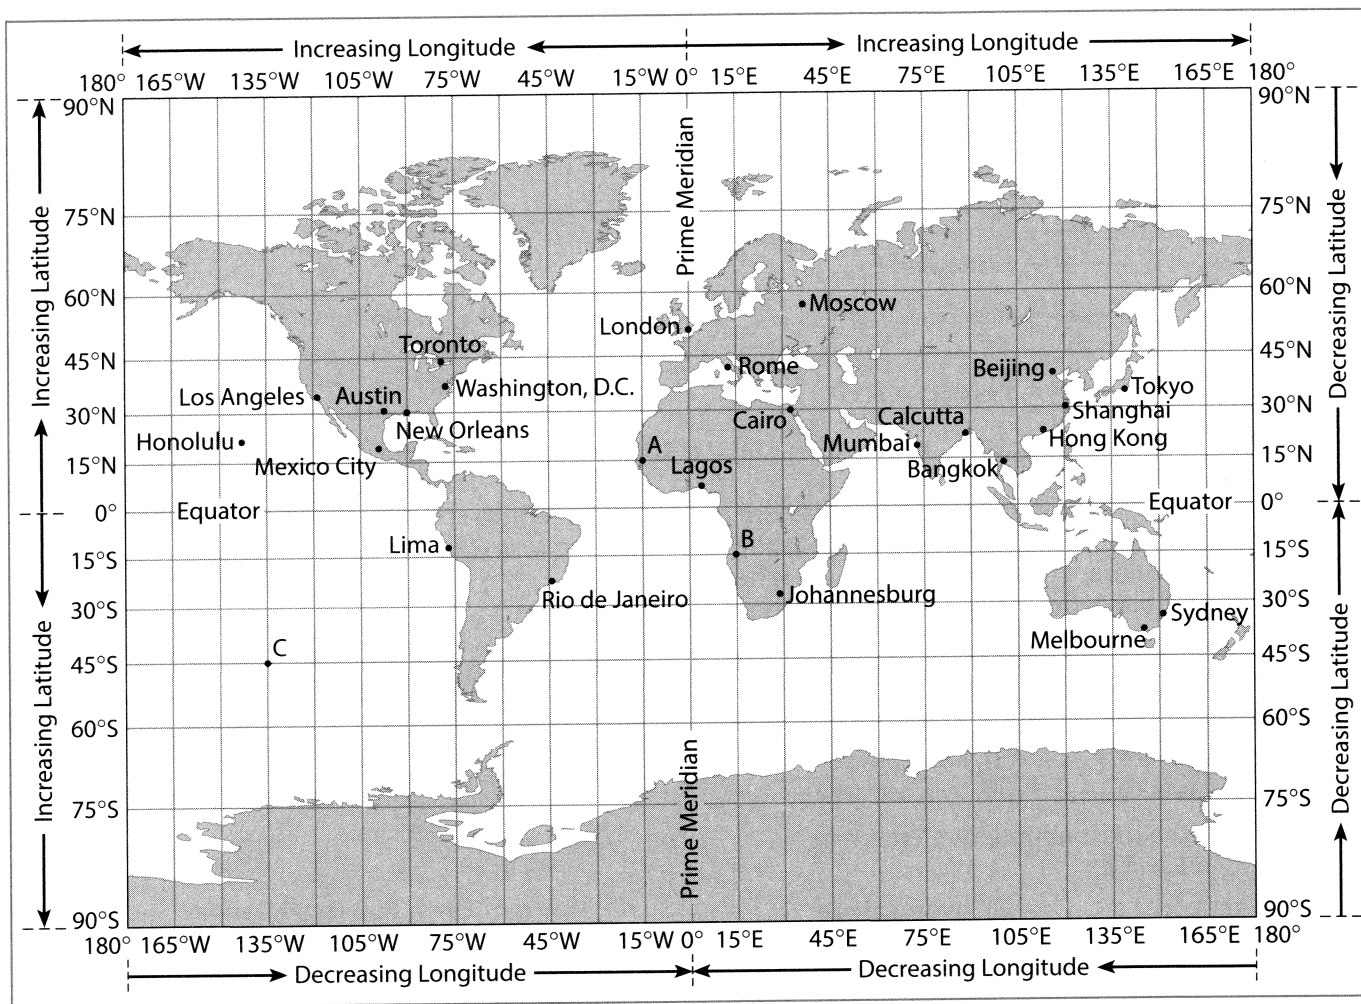 Increasing Longitude Increasing Longitude
180° 165°W 135°W 105°W 75°W 45°W 15°W 0° 15°E 45°E 75°E 105°E 135°E 165°E 180°
90°N 90°N
Prime Meridian
75°N 75°N
Increasing Latitude Decreasing Latitude
60°N 60°N
Moscow
London
Toronto
45°N 45°N
Rome Beijing
Washington, D.C. Tokyo
Los Angeles Austin
30°N Shanghai 30°N
Cairo Calcutta
New Orleans
Honolulu A Mumbai Hong Kong
Mexico City Lagos Bangkok
15°N 15°N
Equator Equator
0° 0°
Lima B
15°S 15°S
Rio de Janeiro Johannesburg
30°S 30°S
Sydney
Melbourne
C
45°S 45°S
Increasing Latitude Decreasing Latitude
60°S 60°S
Prime Meridian
75°S 75°S
90°S 90°S
180° 165°W 135°W 105°W 75°W 45°W 15°W 0° 15°E 45°E 75°E 105°E 135°E 165°E 180°
Decreasing Longitude Decreasing Longitude